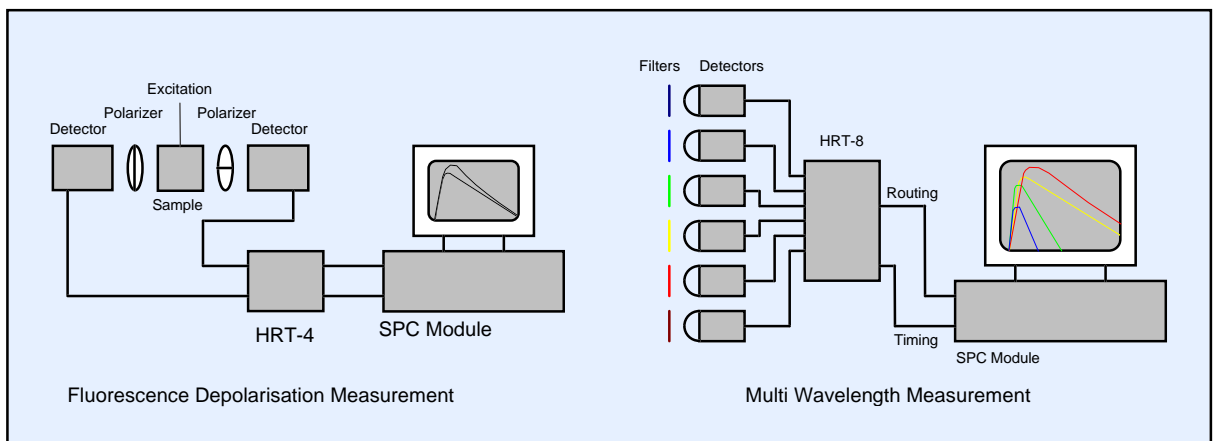 Excitation
Polarizer Polarizer
Detector Detector
Sample
HRT-4
SPC Module
Fluorescence Depolarisation Measurement
Filters Detectors
HRT-8
Routing
Timing
SPC Module
Multi Wavelength Measurement